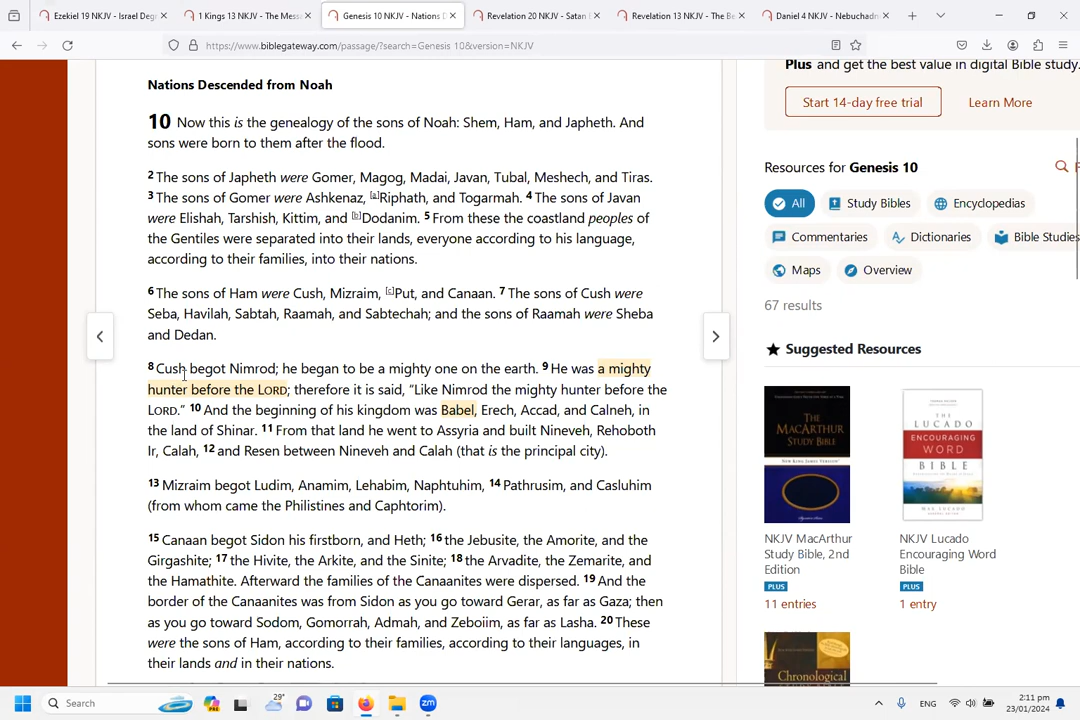 Ezekiel 19 NKJV - Israel Deg
1 Kings 13 NKJV - The Messa
Genesis 10 NKJV - Nations D
Revelation 20 NKJV - Satan
Revelation 13 NKJV - The Be
Daniel 4 NKJV - Nebuchadn
https://www.biblegateway.com/passage/?search=Genesis 10&version=NKJV
Nations Descended from Noah
10 Now this is the genealogy of the sons of Noah: Shem, Ham, and Japheth. And
sons were born to them after the flood.
2 The sons of Japheth were Gomer, Magog, Madai, Javan, Tubal, Meshech, and Tiras.
3 The sons of Gomer were Ashkenaz, [a]Riphath, and Togarmah. 4 The sons of Javan
were Elishah, Tarshish, Kittim, and [b]Dodanim. 5 From these the coastland peoples of
the Gentiles were separated into their lands, everyone according to his language,
according to their families, into their nations.
6 The sons of Ham were Cush, Mizraim, [c]Put, and Canaan. 7 The sons of Cush were
Seba, Havilah, Sabtah, Raamah, and Sabtechah; and the sons of Raamah were Sheba
and Dedan.
8 Cush begot Nimrod; he began to be a mighty one on the earth. 9 He was a mighty
hunter before the LORD; therefore it is said, “Like Nimrod the mighty hunter before the
LORD.” 10 And the beginning of his kingdom was Babel, Erech, Accad, and Calneh, in
the land of Shinar. 11 From that land he went to Assyria and built Nineveh, Rehoboth
Ir, Calah, 12 and Resen between Nineveh and Calah (that is the principal city).
13 Mizraim begot Ludim, Anamim, Lehabim, Naphtuhim, 14 Pathrusim, and Casluhim
(from whom came the Philistines and Caphtorim).
15 Canaan begot Sidon his firstborn, and Heth; 16 the Jebusite, the Amorite, and the
Girgashite; 17 the Hivite, the Arkite, and the Sinite; 18 the Arvadite, the Zemarite, and
the Hamathite. Afterward the families of the Canaanites were dispersed. 19 And the
border of the Canaanites was from Sidon as you go toward Gerar, as far as Gaza; then
as you go toward Sodom, Gomorrah, Admah, and Zeboiim, as far as Lasha. 20 These
were the sons of Ham, according to their families, according to their languages, in
their lands and in their nations.
Plus and get the best value in digital Bible study.
Start 14-day free trial
Learn More
Resources for Genesis 10
All
Study Bibles
Encyclopedias
Commentaries
Dictionaries
Bible Studies
Maps
Overview
67 results
Suggested Resources
THE
MACARTHUR
STUDY BIBLE
THE
LUCADO
ENCOURAGING
WORD
BIBLE
MAX LUCADO
NKJV MacArthur
Study Bible, 2nd
Edition
PLUS
11 entries
NKJV Lucado
Encouraging Word
Bible
PLUS
1 entry
Chronological
Search
29°
ENG
2:11 pm
23/01/2024